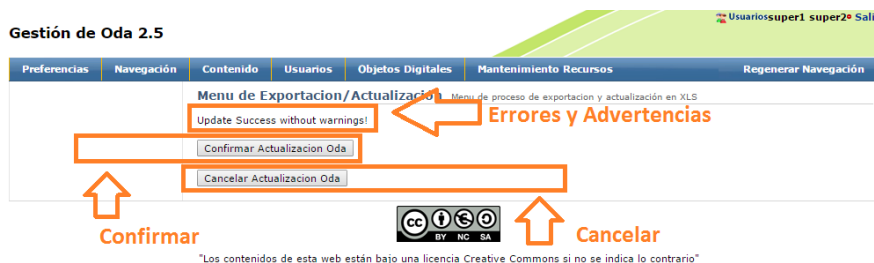 Usuarios super1 super2 Sali
Gestión de Oda 2.5
Preferencias Navegación Contenido Usuarios Objetos Digitales Mantenimiento Recursos Regenerar Navegación
Menu de Exportacion/Actualización Menu de proceso de exportacion y actualización en XLS
Update Success without warnings!
Errores y Advertencias
Confirmar Actualizacion Oda
Cancelar Actualizacion Oda
cc
BY NC SA
Confirmar
Cancelar
"Los contenidos de esta web están bajo una licencia Creative Commons si no se indica lo contrario"